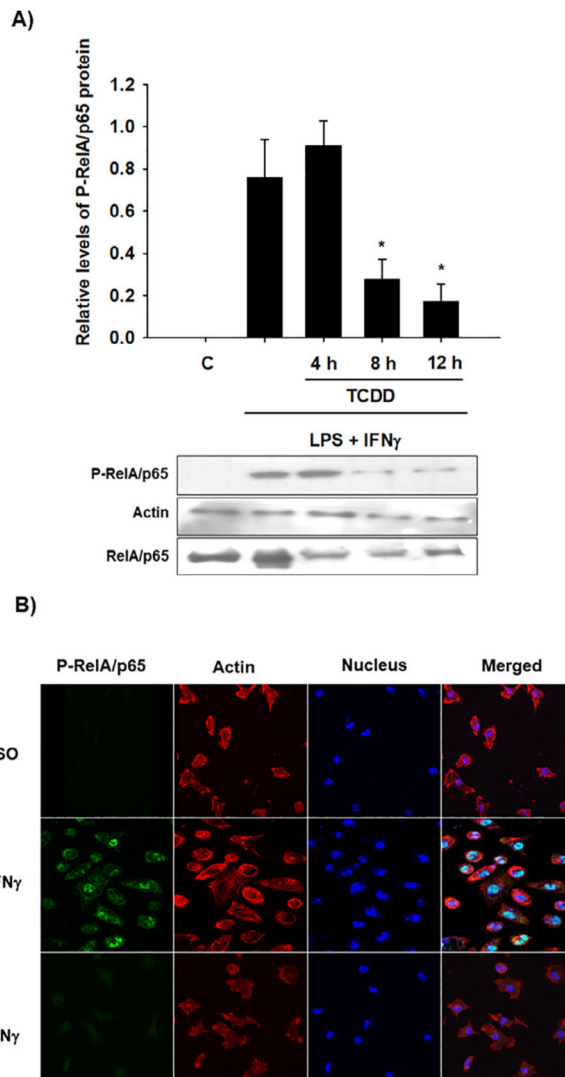 A)
Relative levels of P-RelA/p65 protein
1.2
1.0
0.8
0.6
0.4
0.2
0.0
* *
C 4 h 8 h 12 h
TCDD
LPS + IFNγ
P-RelA/p65
Actin
RelA/p65
B)
P-RelA/p65 Actin Nucleus Merged
SO
FNγ
Nγ